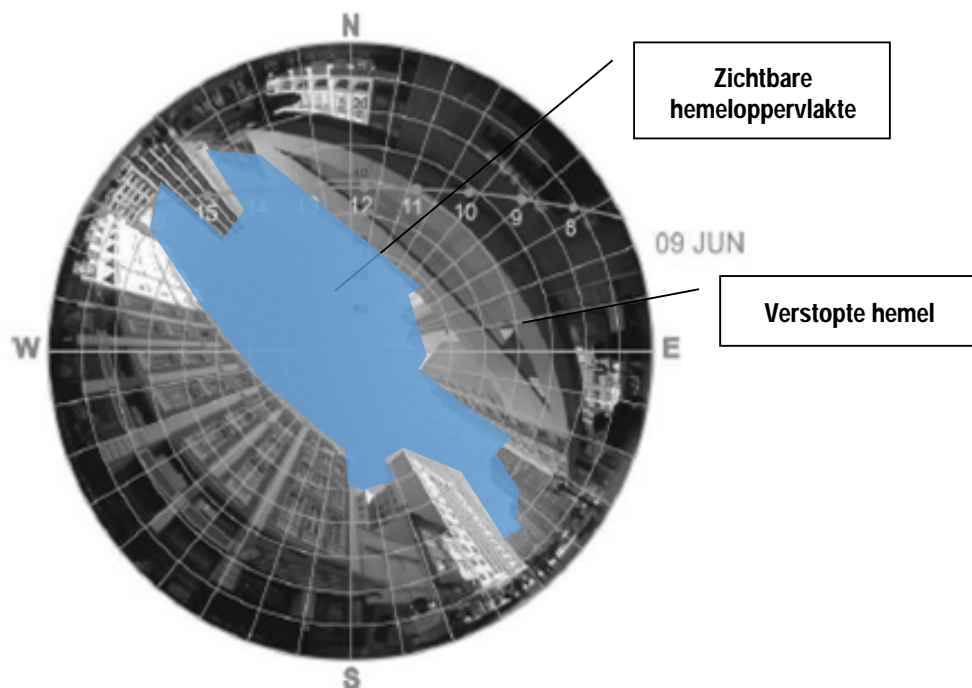 N
Zichtbare
hemeloppervlakte
15
14
13
12
11
10
9
8
09 JUN
Verstopte hemel
W
E
S